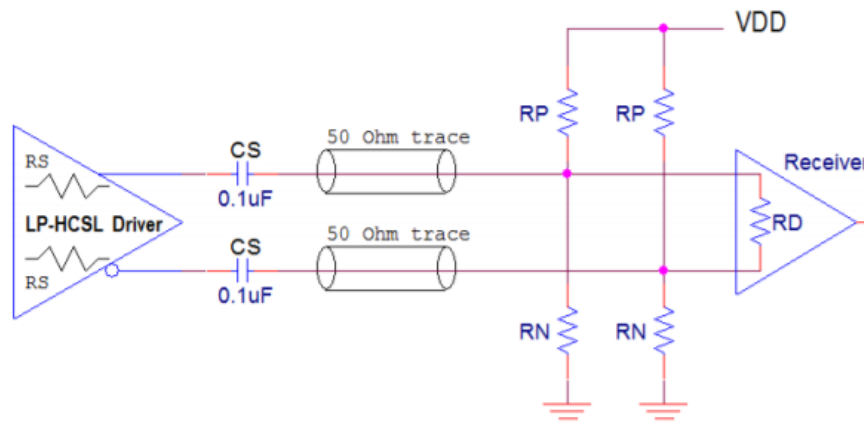 VDD
RP
RP
50 Ohm trace
CS
0.1uF
RS
LP-HCSL Driver
RS
Receiver
RD
50 Ohm trace
CS
0.1uF
RN
RN